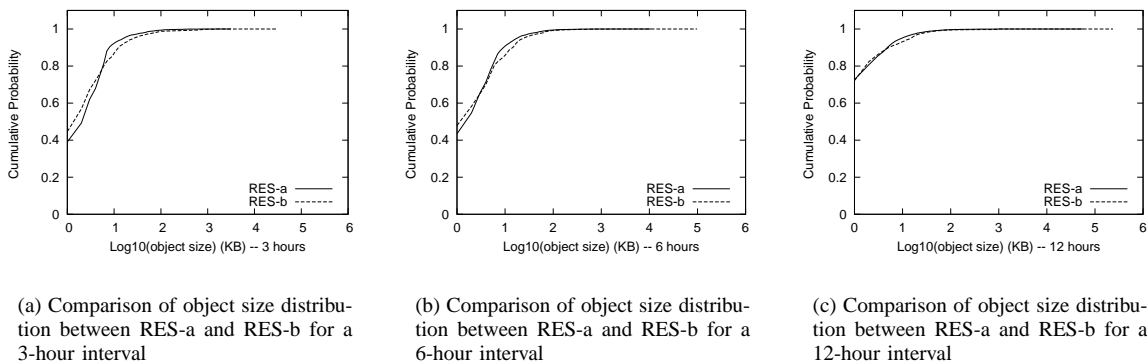 Cumulative Probability
1
0.8
0.6
0.4
0.2
0
RES-a
RES-b
0 1 2 3 4 5 6
Log10(object size) (KB) -- 3 hours
(a) Comparison of object size distribu-
tion between RES-a and RES-b for a
3-hour interval
Cumulative Probability
1
0.8
0.6
0.4
0.2
0
RES-a
RES-b
0 1 2 3 4 5 6
Log10(object size) (KB) -- 6 hours
(b) Comparison of object size distribu-
tion between RES-a and RES-b for a
6-hour interval
Cumulative Probability
1
0.8
0.6
0.4
0.2
0
RES-a
RES-b
0 1 2 3 4 5 6
Log10(object size) (KB) -- 12 hours
(c) Comparison of object size distribu-
tion between RES-a and RES-b for a
12-hour interval